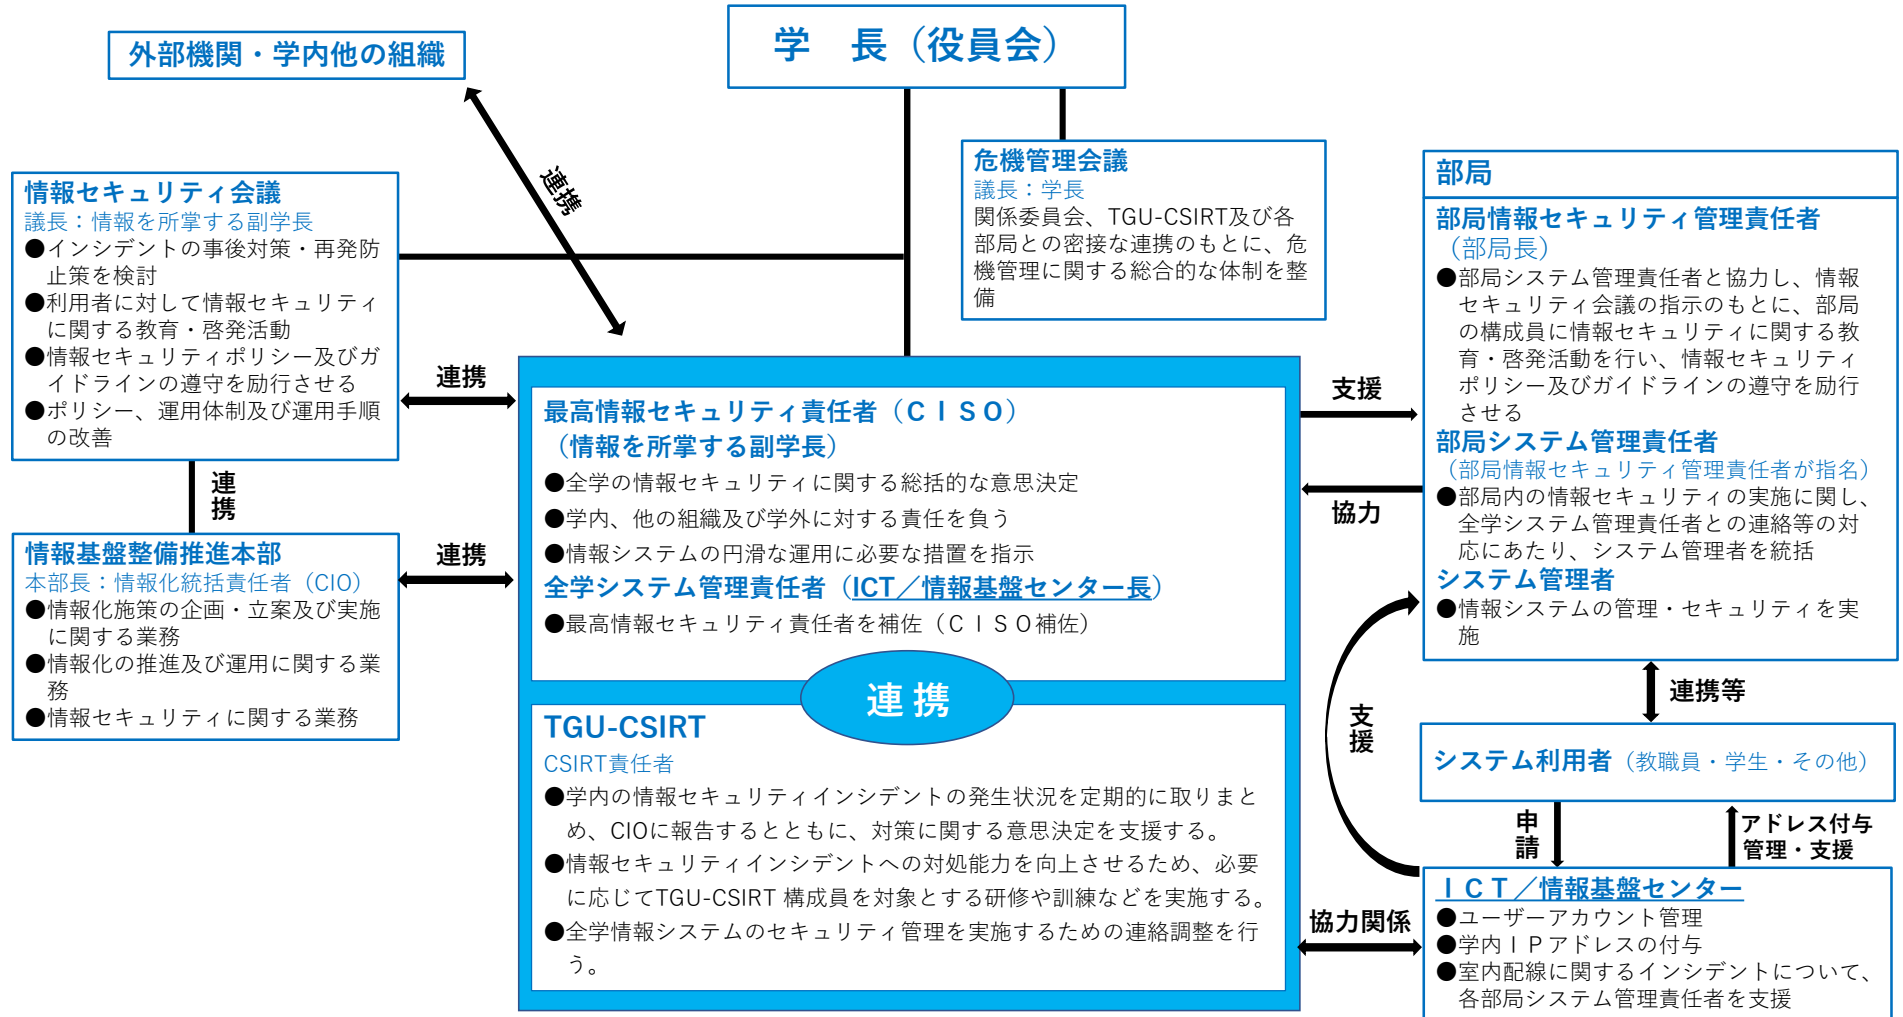 学　長（役員会）
外部機関・学内他の組織
連携
危機管理会議
議長：学長
関係委員会、TGU-CSIRT及び各
部局との密接な連携のもとに、危
機管理に関する総合的な体制を整
備
情報セキュリティ会議
議長：情報を所掌する副学長
●インシデントの事後対策・再発防
止策を検討
●利用者に対して情報セキュリティ
に関する教育・啓発活動
●情報セキュリティポリシー及びガ
イドラインの遵守を励行させる
●ポリシー、運用体制及び運用手順
の改善
連携
連携
情報基盤整備推進本部
本部長：情報化統括責任者（CIO）
●情報化施策の企画・立案及び実施
に関する業務
●情報化の推進及び運用に関する業
務
●情報セキュリティに関する業務
連携
最高情報セキュリティ責任者（ＣＩＳＯ）
（情報を所掌する副学長）
●全学の情報セキュリティに関する総括的な意思決定
●学内、他の組織及び学外に対する責任を負う
●情報システムの円滑な運用に必要な措置を指示
全学システム管理責任者（ICT／情報基盤センター長）
●最高情報セキュリティ責任者を補佐（ＣＩＳＯ補佐）
連携
TGU-CSIRT
CSIRT責任者
●学内の情報セキュリティインシデントの発生状況を定期的に取りまと
め、CIOに報告するとともに、対策に関する意思決定を支援する。
●情報セキュリティインシデントへの対処能力を向上させるため、必要
に応じてTGU-CSIRT 構成員を対象とする研修や訓練などを実施する。
●全学情報システムのセキュリティ管理を実施するための連絡調整を行
う。
支援
協力
部局
部局情報セキュリティ管理責任者
（部局長）
●部局システム管理責任者と協力し、情報
セキュリティ会議の指示のもとに、部局
の構成員に情報セキュリティに関する教
育・啓発活動を行い、情報セキュリティ
ポリシー及びガイドラインの遵守を励行
させる
部局システム管理責任者
（部局情報セキュリティ管理責任者が指名）
●部局内の情報セキュリティの実施に関し、
全学システム管理責任者との連絡等の対
応にあたり、システム管理者を統括
システム管理者
●情報システムの管理・セキュリティを実
施
連携等
支援
システム利用者（教職員・学生・その他）
申請
アドレス付与
管理・支援
協力関係
ＩＣＴ／情報基盤センター
●ユーザーアカウント管理
●学内ＩＰアドレスの付与
●室内配線に関するインシデントについて、
各部局システム管理責任者を支援